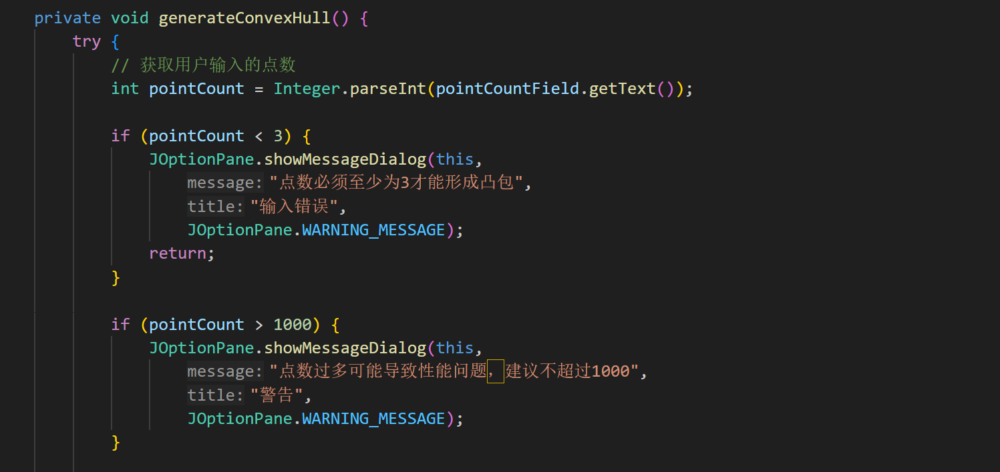 private void generateConvexHull() {
try {
// 获取用户输入的点数
int pointCount = Integer.parseInt(pointCountField.getText());
if (pointCount < 3) {
JOptionPane.showMessageDialog(this,
message: "点数必须至少为3才能形成凸包",
title: "输入错误",
JOptionPane.WARNING_MESSAGE);
return;
}
if (pointCount > 1000) {
JOptionPane.showMessageDialog(this,
message: "点数过多可能导致性能问题，建议不超过1000",
title: "警告",
JOptionPane.WARNING_MESSAGE);
}